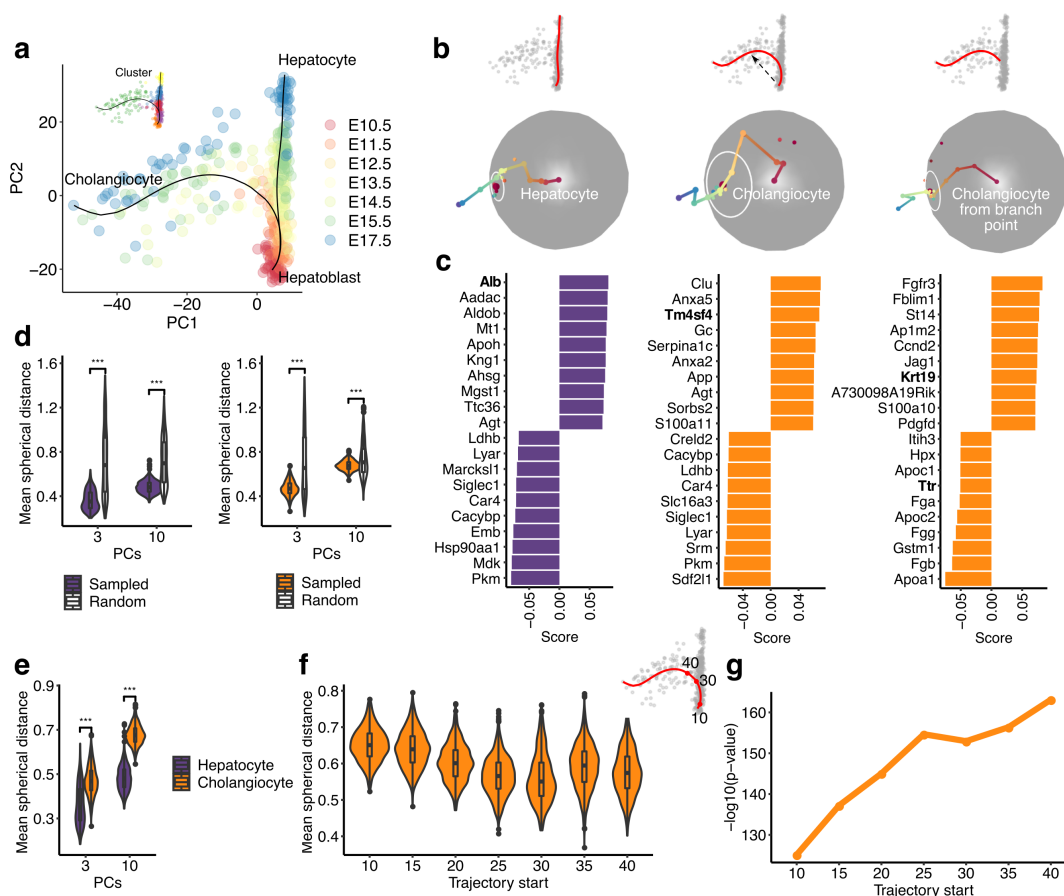 a
Cluster
Hepatocyte
Cholangiocyte
Hepatoblast
E10.5
E11.5
E12.5
E13.5
E14.5
E15.5
E17.5
20
0
−20
PC2
−40
−20
0
PC1
b
Hepatocyte
Cholangiocyte
Cholangiocyte
from branch
point
c
Alb
Aadac
Aldob
Mt1
Apoh
Kng1
Ahsg
Mgst1
Ttc36
Agt
Ldhb
Lyar
Marcksl1
Siglec1
Car4
Cacybp
Emb
Hsp90aa1
Mdk
Pkm
−0.05
0.00
0.05
Score
Clu
Anxa5
Tm4sf4
Gc
Serpina1c
Anxa2
App
Agt
Sorbs2
S100a11
Creld2
Cacybp
Ldhb
Car4
Slc16a3
Siglec1
Lyar
Srm
Pkm
Sdf2l1
−0.04
0.00
0.04
Score
Fgfr3
Fblim1
St14
Ap1m2
Ccnd2
Jag1
Krt19
A730098A19Rik
S100a10
Pdgfd
Itih3
Hpx
Apoc1
Ttr
Fga
Apoc2
Fgg
Gstm1
Fgb
Apoa1
−0.05
0.00
0.05
Score
d
Mean spherical distance
1.6
1.2
0.8
0.4
***
***
3
10
PCs
Sampled
Random
Mean spherical distance
1.6
1.2
0.8
0.4
***
***
3
10
PCs
Sampled
Random
e
Mean spherical distance
0.9
0.7
0.5
0.3
***
***
3
10
PCs
Hepatocyte
Cholangiocyte
f
Mean spherical distance
0.8
0.7
0.6
0.5
0.4
10
15
20
25
30
35
40
Trajectory start
40
30
10
g
−log10(p−value)
160
150
140
130
10
15
20
25
30
35
40
Trajectory start